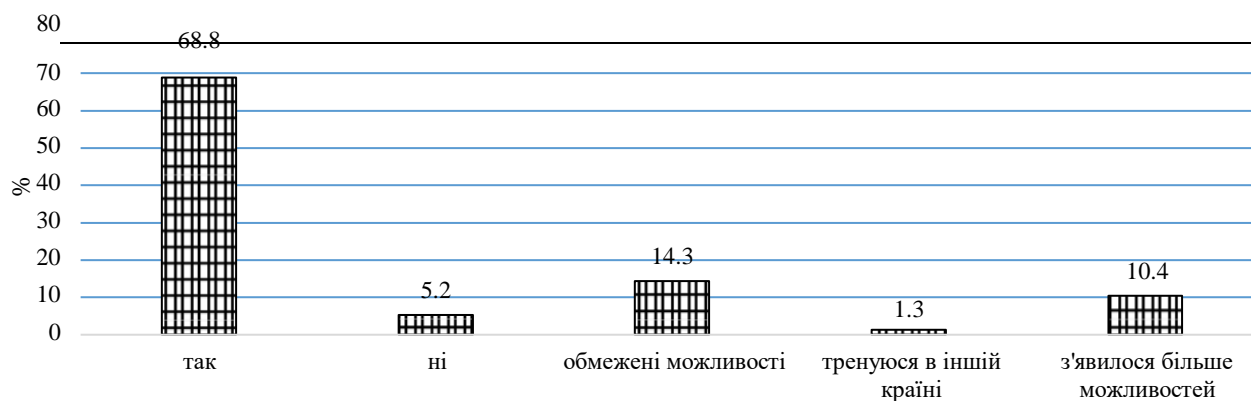 80
68.8
70
60
50
40
%
30
20
14.3
10.4
10
5.2
1.3
0
так
ні
обмежені можливості
тренуюся в іншій
країні
з'явилося більше
можливостей